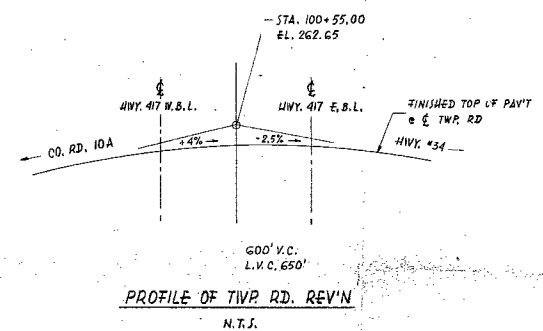 STA. 100+55.00
EL. 262.65
℄
HWY. 417 W.B.L.
℄
HWY. 417 E.B.L.
FINISHED TOP OF PAV'T
@ ℄ TWP. RD
CO. RD. 10A
+4%
-2.5%
HWY. #34
600' V.C.
L.V.C. 650'
PROFILE OF TWP. RD. REV'N
N.T.S.